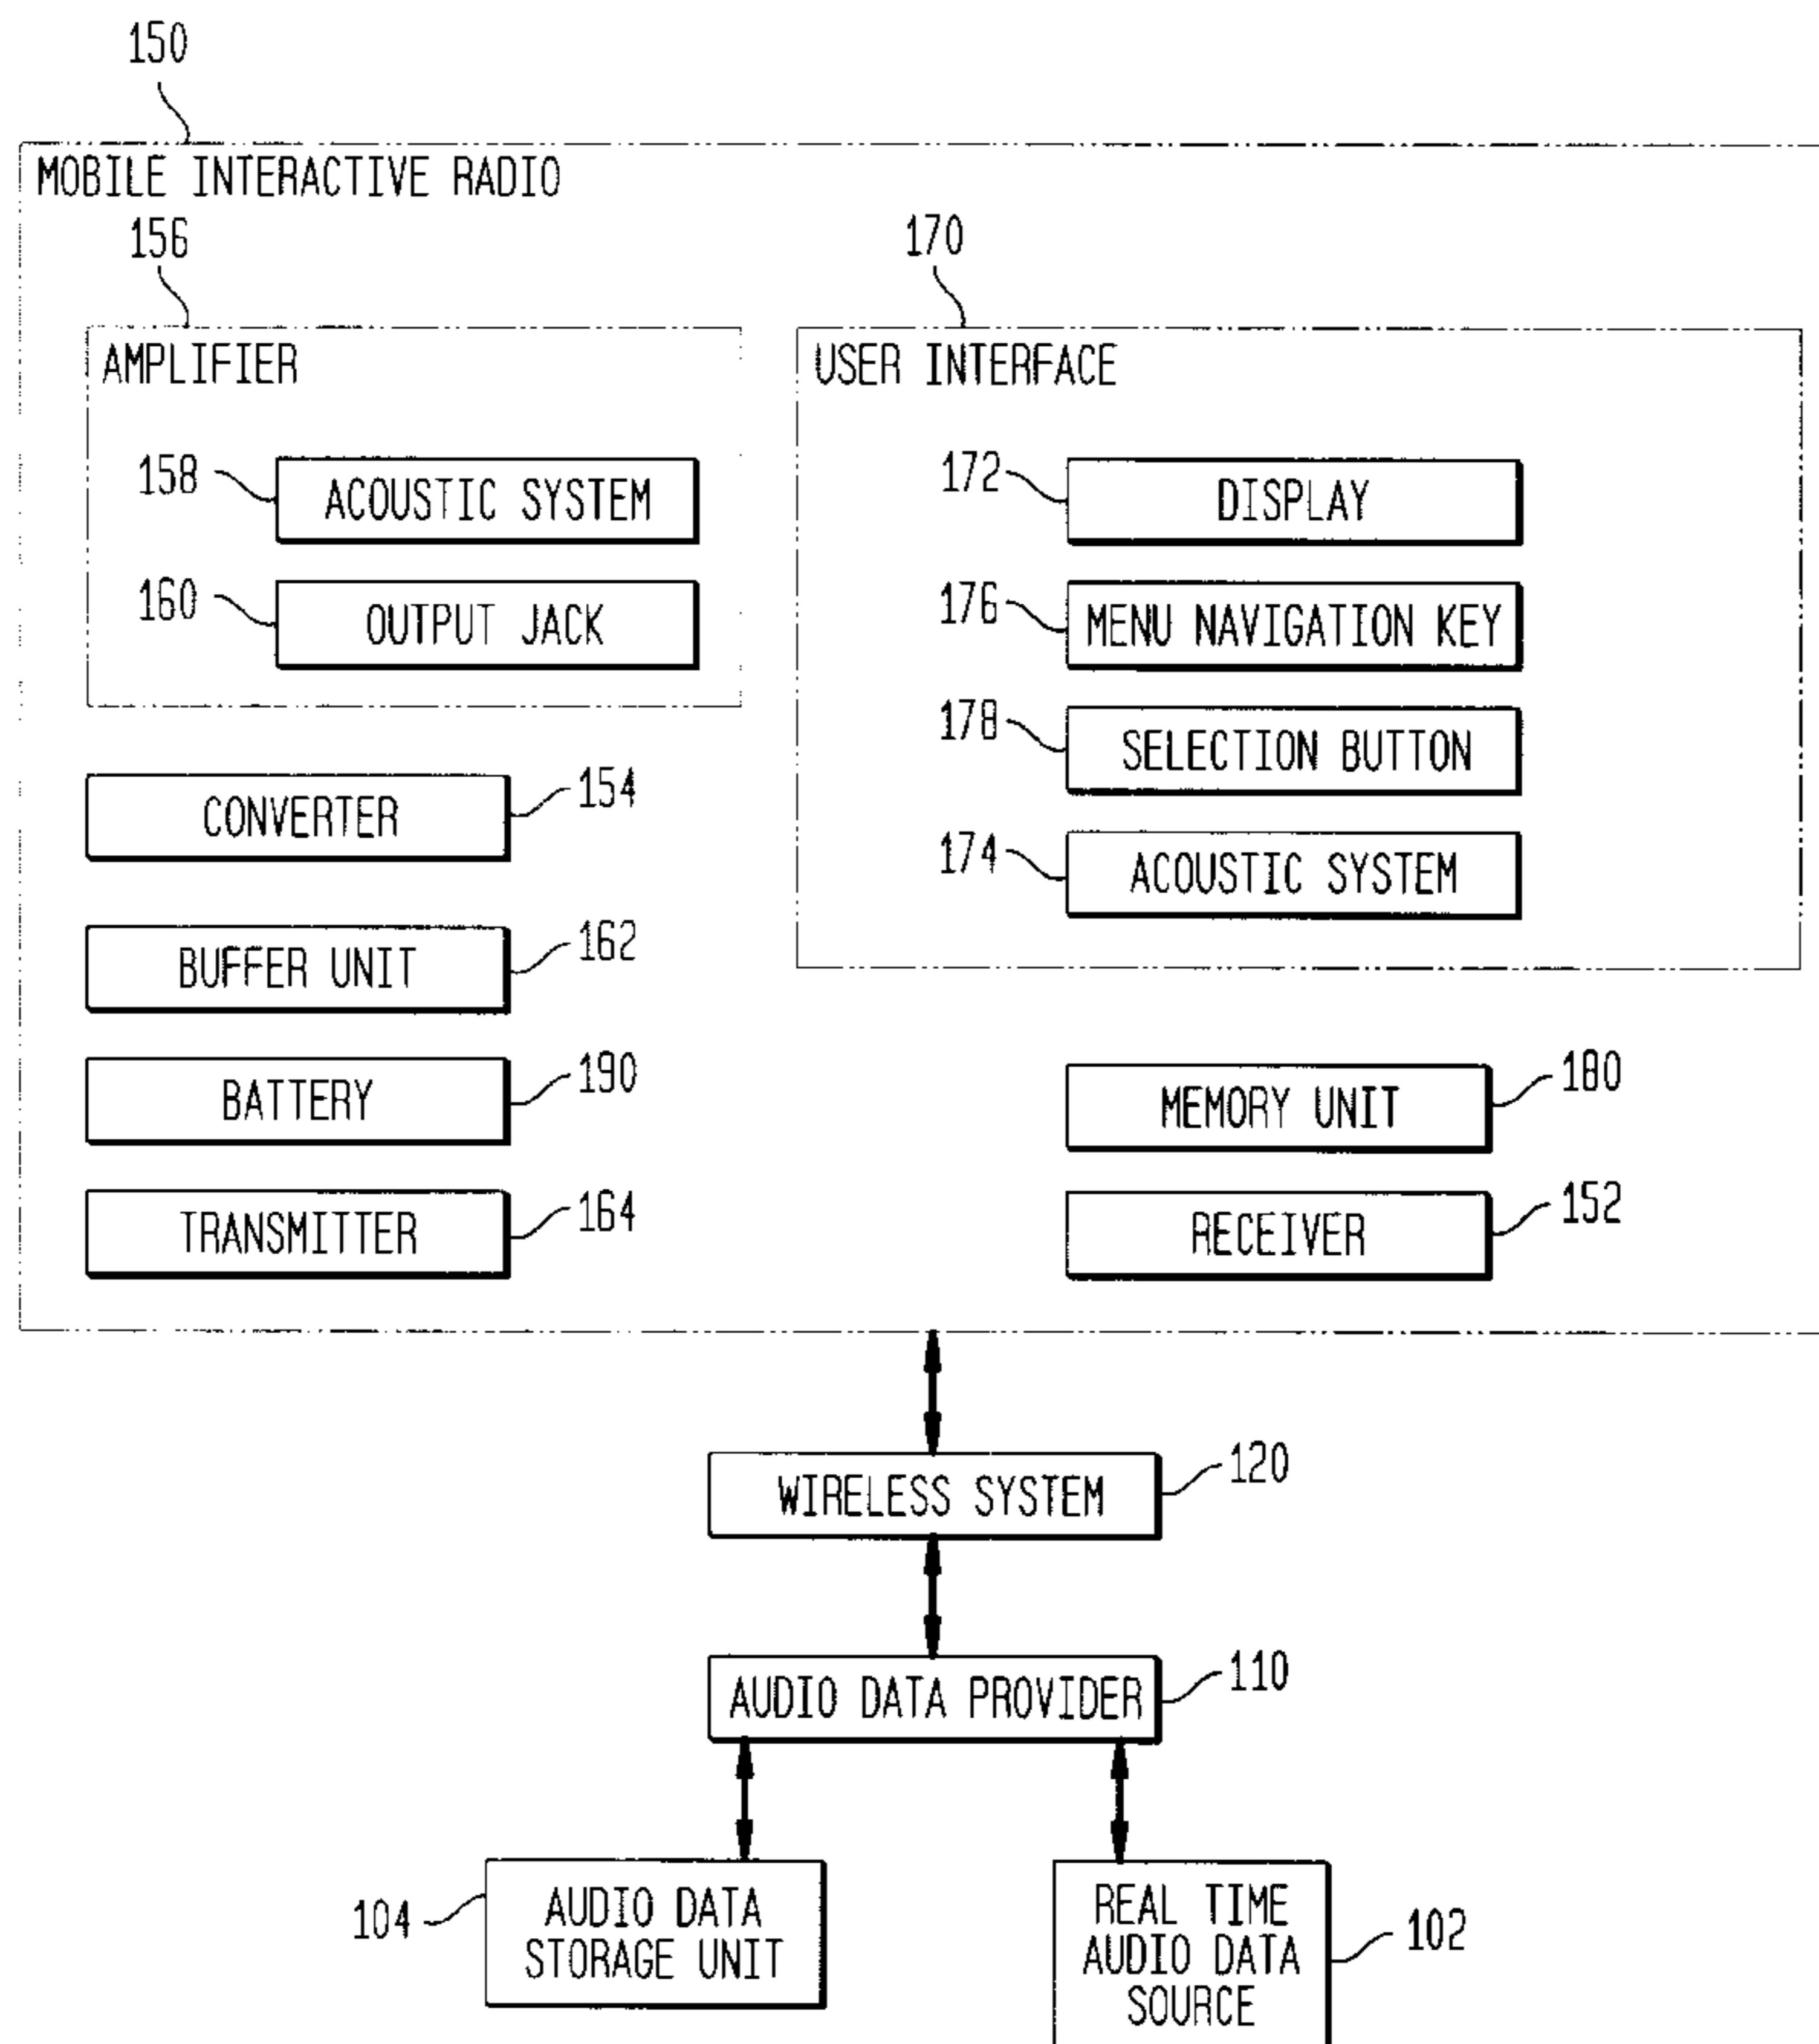 150
MOBILE INTERACTIVE RADIO
156
170
AMPLIFIER
USER INTERFACE
158
ACOUSTIC SYSTEM
172
DISPLAY
160
OUTPUT JACK
176
MENU NAVIGATION KEY
178
SELECTION BUTTON
CONVERTER
154
174
ACOUSTIC SYSTEM
BUFFER UNIT
162
BATTERY
190
MEMORY UNIT
180
TRANSMITTER
164
RECEIVER
152
WIRELESS SYSTEM
120
AUDIO DATA PROVIDER
110
104
AUDIO DATA
STORAGE UNIT
REAL TIME
AUDIO DATA
SOURCE
102